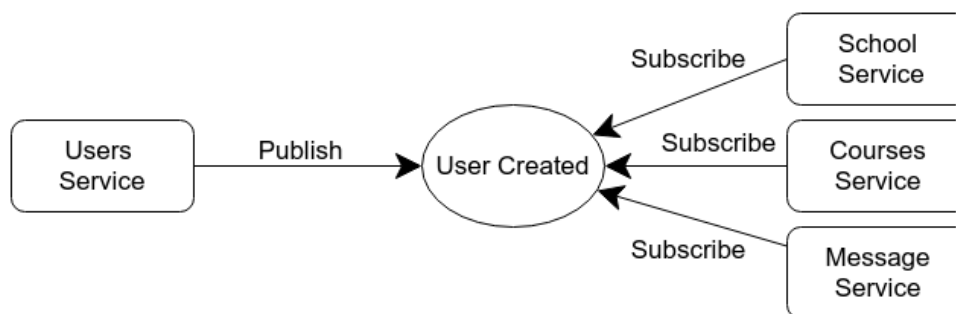 Users
Service
Publish
User Created
Subscribe
School
Service
Subscribe
Courses
Service
Subscribe
Message
Service